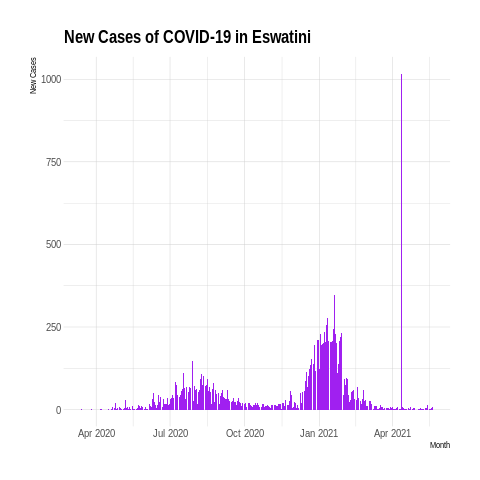 New Cases of COVID-19 in Eswatini
New Cases
1000
750
500
250
0
Apr 2020
Jul 2020
Oct 2020
Jan 2021
Apr 2021
Month